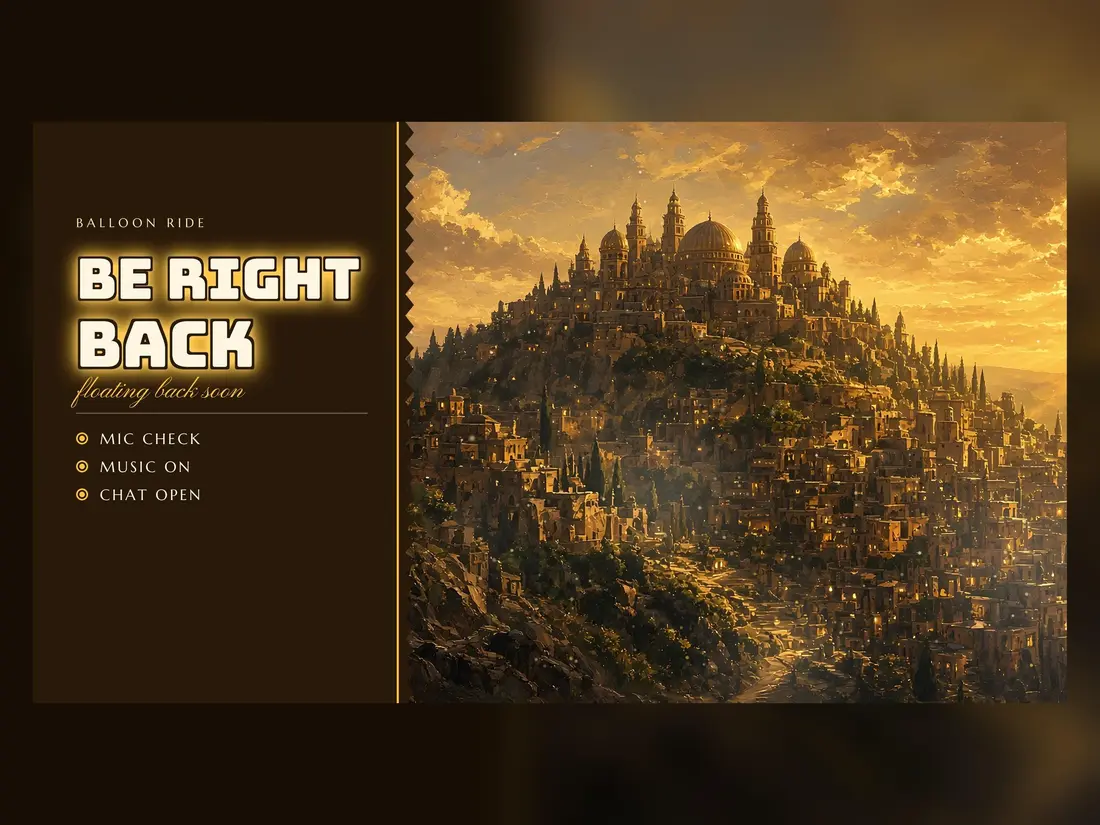 BALLOON RIDE
BE RIGHT
BACK
floating back soon
MIC CHECK
MUSIC ON
CHAT OPEN